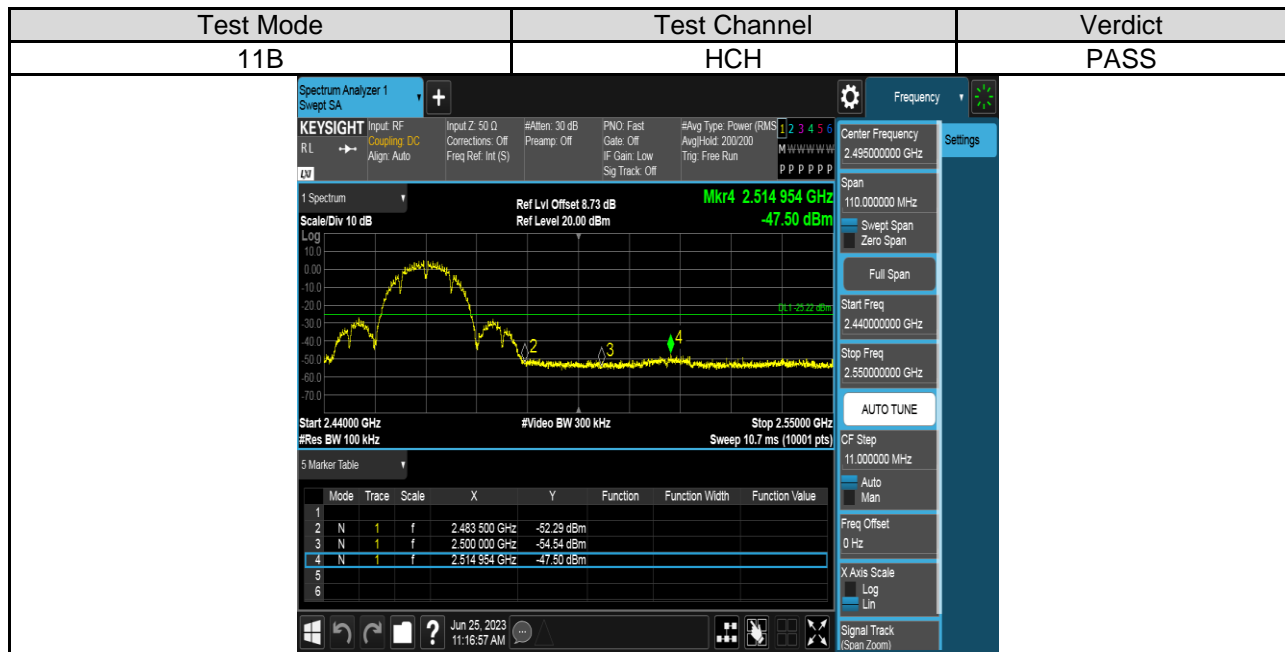 Test Mode Test Channel Verdict
11B HCH PASS
Spectrum Analyzer 1
Swept SA
+
Frequency
KEYSIGHT
RL
LXI
Input: RF
Coupling: DC
Align: Auto
Input Z: 50 Ω
Corrections: Off
Freq Ref: Int (S)
#Atten: 30 dB
Preamp: Off
PNO: Fast
Gate: Off
IF Gain: Low
Sig Track: Off
#Avg Type: Power (RMS
Avg|Hold: 200/200
Trig: Free Run
1 2 3 4 5 6
M W W W W W
P P P P P P
Center Frequency
2.495000000 GHz
Settings
Span
110.000000 MHz
Swept Span
Zero Span
Full Span
Start Freq
2.440000000 GHz
Stop Freq
2.550000000 GHz
AUTO TUNE
CF Step
11.000000 MHz
Auto
Man
Freq Offset
0 Hz
X Axis Scale
Log
Lin
Signal Track
(Span Zoom)
1 Spectrum
Scale/Div 10 dB
Ref Lvl Offset 8.73 dB
Ref Level 20.00 dBm
Mkr4 2.514 954 GHz
-47.50 dBm
Log
10.0
0.00
-10.0
-20.0
-30.0
-40.0
-50.0
-60.0
-70.0
DL1 -25.22 dBm
2
3
4
Start 2.44000 GHz
#Res BW 100 kHz
#Video BW 300 kHz
Stop 2.55000 GHz
Sweep 10.7 ms (10001 pts)
5 Marker Table
Mode Trace Scale X Y Function Function Width Function Value
1
2 N 1 f 2.483 500 GHz -52.29 dBm
3 N 1 f 2.500 000 GHz -54.54 dBm
4 N 1 f 2.514 954 GHz -47.50 dBm
5
6
?
Jun 25, 2023
11:16:57 AM